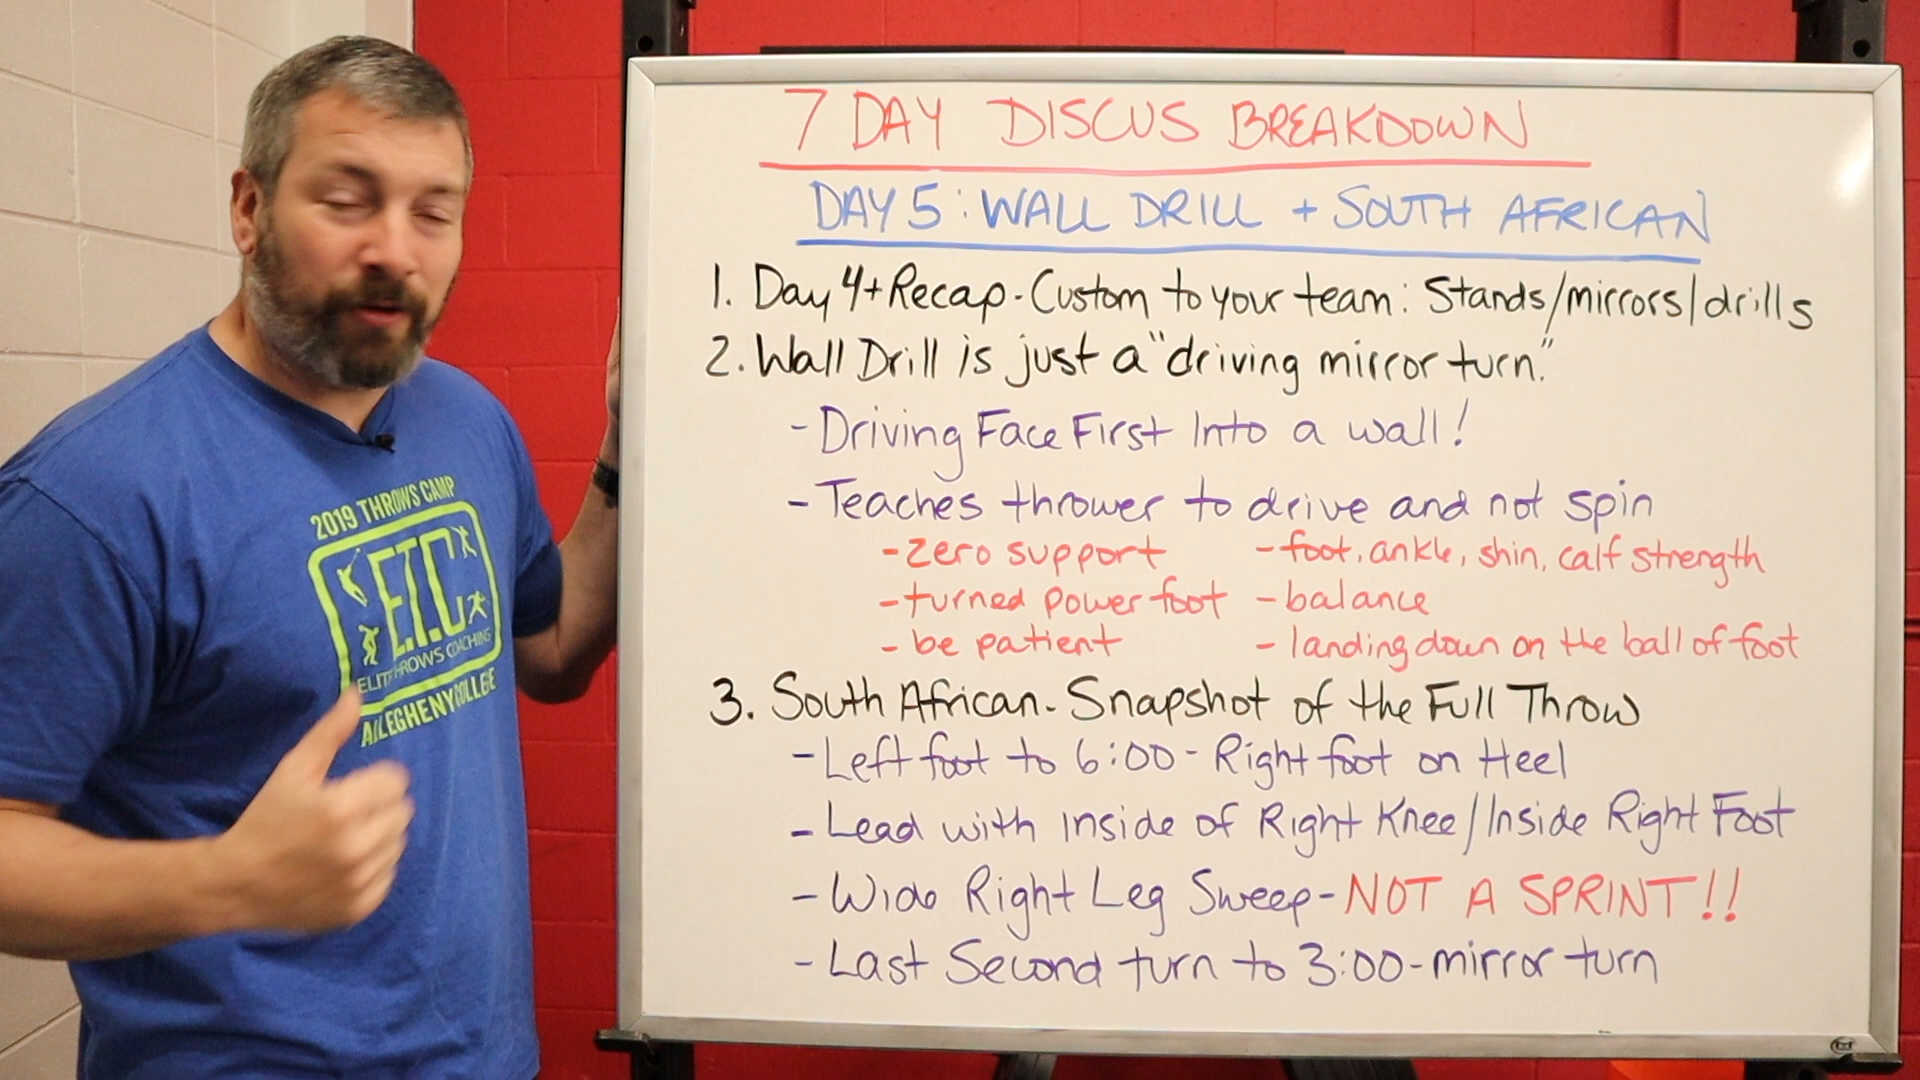 7 DAY DISCUS BREAKDOWN
DAY 5: WALL DRILL + SOUTH AFRICAN
1. Day 4+Recap-Custom to your team: Stands/mirrors/drills
2. Wall Drill is just a "driving mirror turn."
- Driving Face First Into a wall!
- Teaches thrower to drive and not spin
- zero support - foot, ankle, shin, calf strength
- turned power foot - balance
- be patient - landing down on the ball of foot
3. South African - Snapshot of the Full Throw
- Left foot to 6:00 - Right foot on Heel
- Lead with inside of Right Knee/Inside Right Foot
- Wide Right Leg Sweep - NOT A SPRINT!!
- Last Second turn to 3:00 - mirror turn
2019 THROWS CAMP
E.T.C
ELITE THROWS COACHING
ALLEGHENY COLLEGE